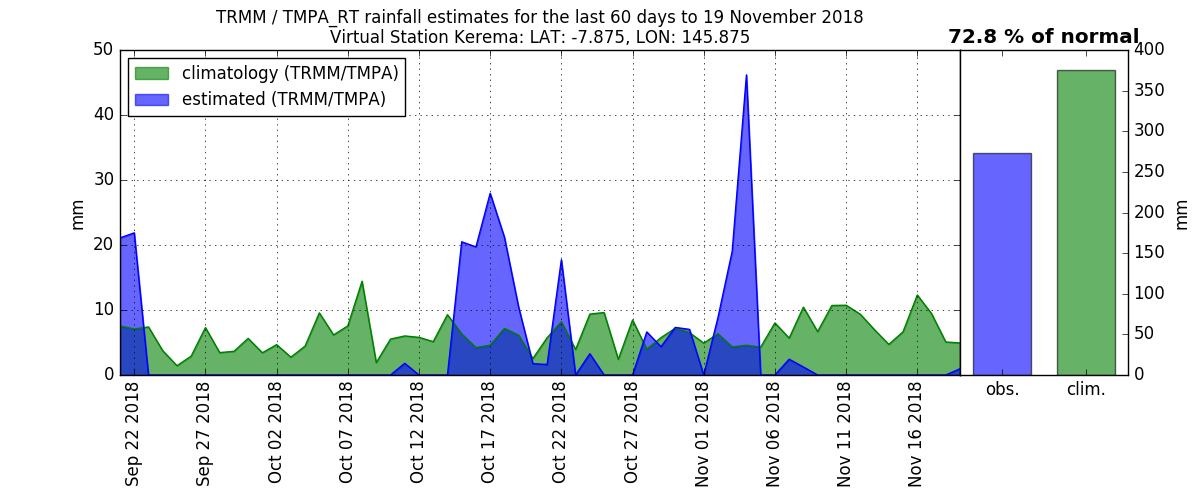 TRMM / TMPA_RT rainfall estimates for the last 60 days to 19 November 2018
Virtual Station Kerema: LAT: -7.875, LON: 145.875
72.8 % of normal
climatology (TRMM/TMPA)
estimated (TRMM/TMPA)
50
40
30
20
10
0
mm
Sep 22 2018
Sep 27 2018
Oct 02 2018
Oct 07 2018
Oct 12 2018
Oct 17 2018
Oct 22 2018
Oct 27 2018
Nov 01 2018
Nov 06 2018
Nov 11 2018
Nov 16 2018
obs.
clim.
400
350
300
250
200
150
100
50
0
mm